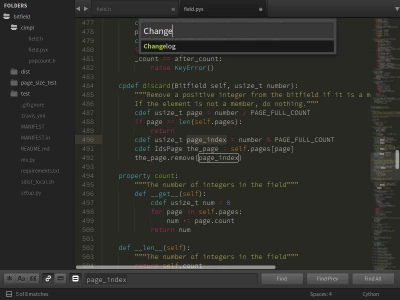 FOLDERS
bitfield
cimpl
field.h
field.pyx
popcount.h
dist
page_size_test
test
.gitignore
.travis.yml
MANIFEST
MANIFEST.in
README.md
requirements.txt
setup.py
field.h
field.pyx
Change
Changelog
477
478
480
481 _count == after_count:
482 raise KeyError()
483
484 cpdef discard(Bitfield self, usize_t number):
485 """Remove a positive integer from the bitfield if it is a m
486 If the element is not a member, do nothing."""
487 cdef usize_t page = number / PAGE_FULL_COUNT
488 if page >= len(self.pages):
489 return
490 cdef usize_t page_index = number % PAGE_FULL_COUNT
491 cdef IdsPage the_page = self.pages[page]
492 the_page.remove(page_index)
493
494 property count:
495 """The number of integers in the field"""
496 def __get__(self):
497 cdef usize_t num = 0
498 for page in self.pages:
499 num += page.count
500 return num
501
502 def __len__(self):
503 """The number of integers in the field"""
504 return self.count
page_index
Find
Find Prev
Find All
5 of 8 matches
Spaces: 4
Cython